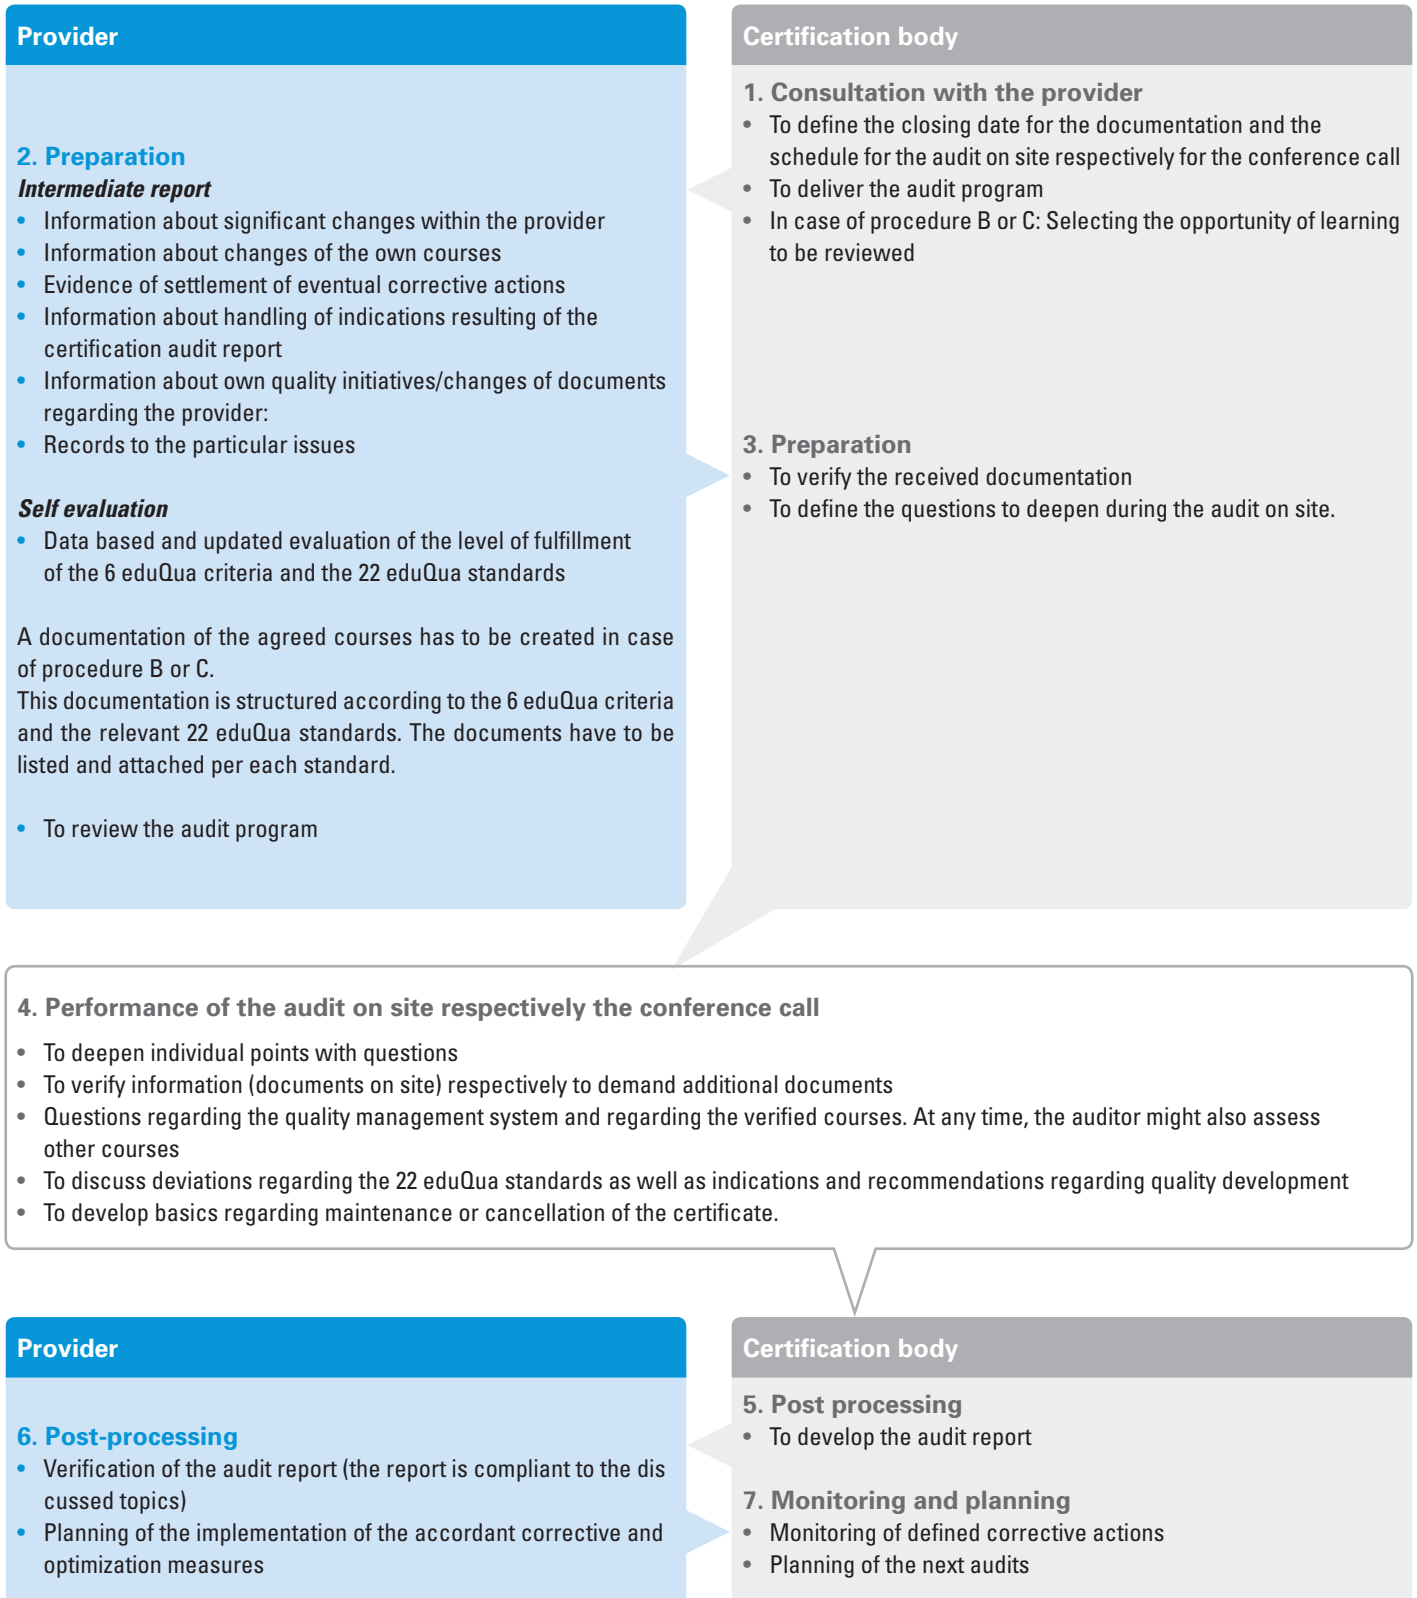 Provider
2. Preparation
Intermediate report
• Information about significant changes within the provider
• Information about changes of the own courses
• Evidence of settlement of eventual corrective actions
• Information about handling of indications resulting of the
certification audit report
• Information about own quality initiatives/changes of documents
regarding the provider:
• Records to the particular issues
Self evaluation
• Data based and updated evaluation of the level of fulfillment
of the 6 eduQua criteria and the 22 eduQua standards
A documentation of the agreed courses has to be created in case
of procedure B or C.
This documentation is structured according to the 6 eduQua criteria
and the relevant 22 eduQua standards. The documents have to be
listed and attached per each standard.
• To review the audit program
Certification body
1. Consultation with the provider
• To define the closing date for the documentation and the
schedule for the audit on site respectively for the conference call
• To deliver the audit program
• In case of procedure B or C: Selecting the opportunity of learning
to be reviewed
3. Preparation
• To verify the received documentation
• To define the questions to deepen during the audit on site.
4. Performance of the audit on site respectively the conference call
• To deepen individual points with questions
• To verify information (documents on site) respectively to demand additional documents
• Questions regarding the quality management system and regarding the verified courses. At any time, the auditor might also assess
other courses
• To discuss deviations regarding the 22 eduQua standards as well as indications and recommendations regarding quality development
• To develop basics regarding maintenance or cancellation of the certificate.
Provider
6. Post-processing
• Verification of the audit report (the report is compliant to the dis
cussed topics)
• Planning of the implementation of the accordant corrective and
optimization measures
Certification body
5. Post processing
• To develop the audit report
7. Monitoring and planning
• Monitoring of defined corrective actions
• Planning of the next audits